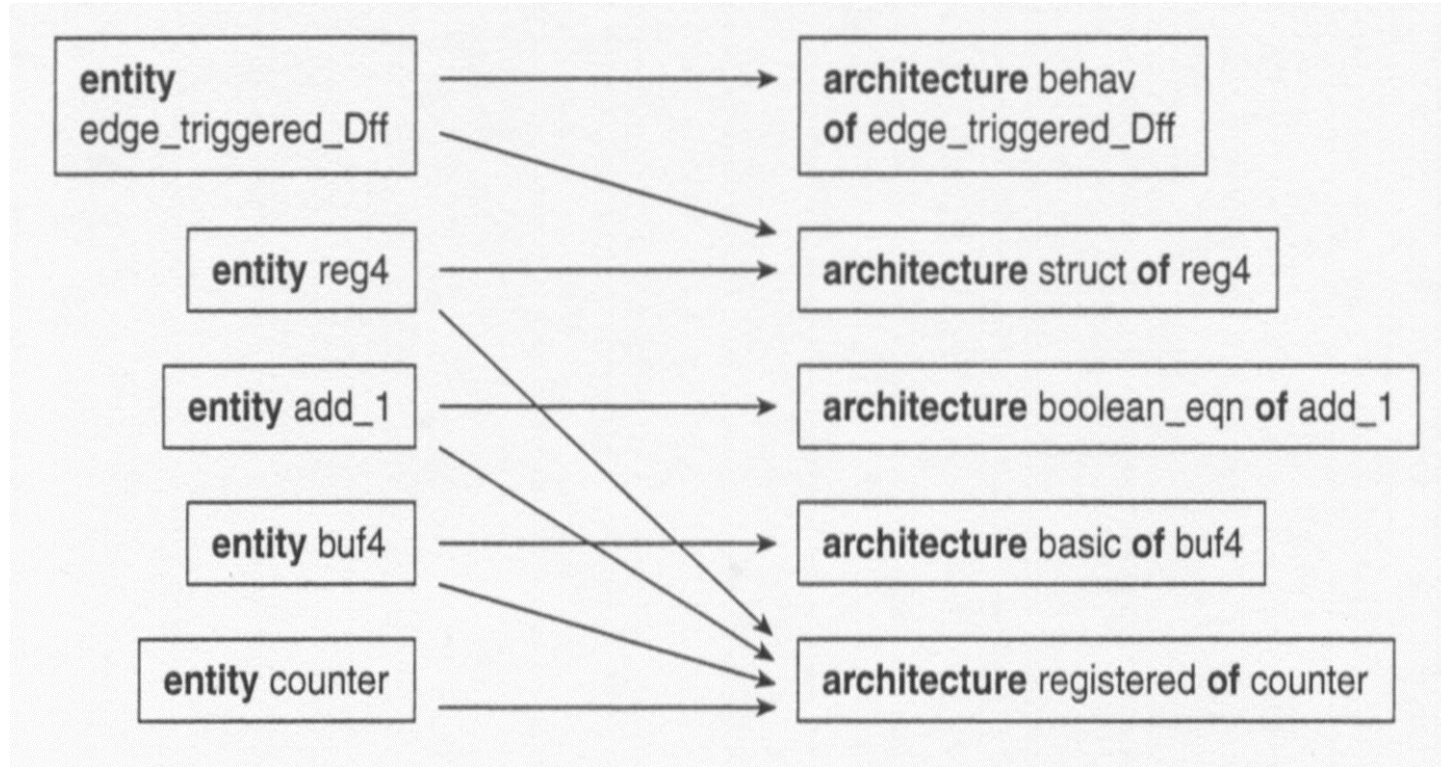 entity
edge_triggered_Dff
architecture behav
of edge_triggered_Dff
entity reg4
architecture struct of reg4
entity add_1
architecture boolean_eqn of add_1
entity buf4
architecture basic of buf4
entity counter
architecture registered of counter